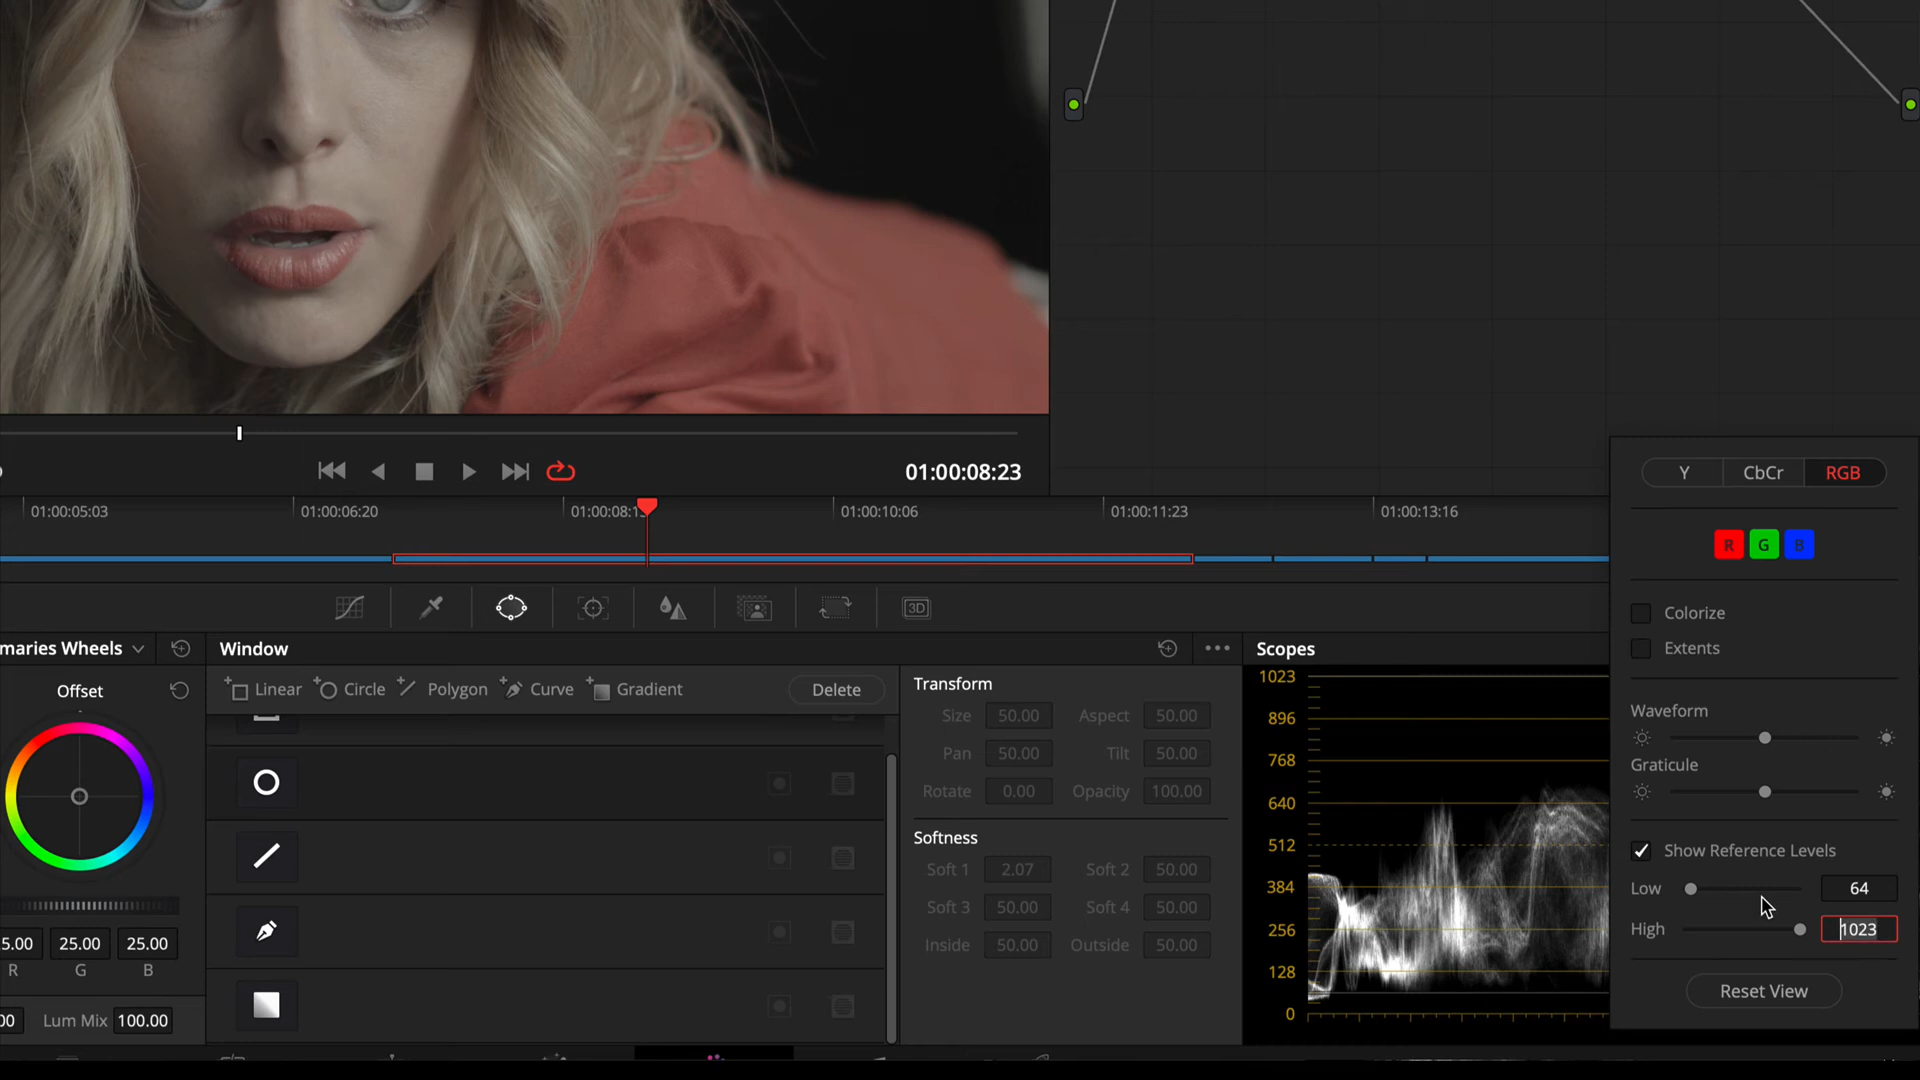 01:00:08:23
Y CbCr RGB
01:00:05:03 01:00:06:20 01:00:10:06 01:00:11:23 01:00:13:16
R G B
Colorize
Extents
maries Wheels
Window
Scopes
Offset
Linear Circle Polygon Curve Gradient Delete
Transform
Size 50.00 Aspect 50.00
Pan 50.00 Tilt 50.00
Rotate 0.00 Opacity 100.00
Softness
Soft 1 2.07 Soft 2 50.00
Soft 3 50.00 Soft 4 50.00
Inside 50.00 Outside 50.00
3D
1023
896
768
640
512
384
256
128
0
Waveform
Graticule
Show Reference Levels
Low 64
High 1023
Reset View
5.00 25.00 25.00
R G B
00 Lum Mix 100.00